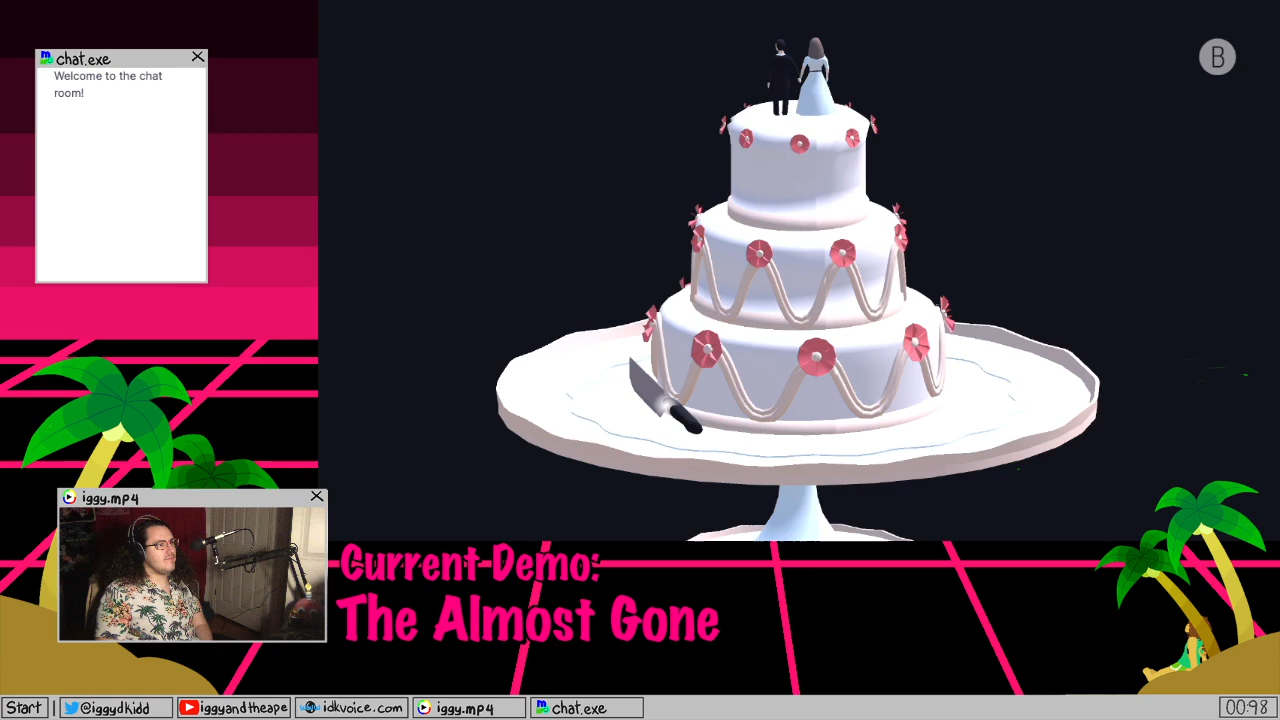 chat.exe
Welcome to the chat
room!
B
iggy.mp4
Current Demo:
The Almost Gone
Start
@iggydkidd
iggyandtheape
www idkvoice.com
iggy.mp4
chat.exe
00:98